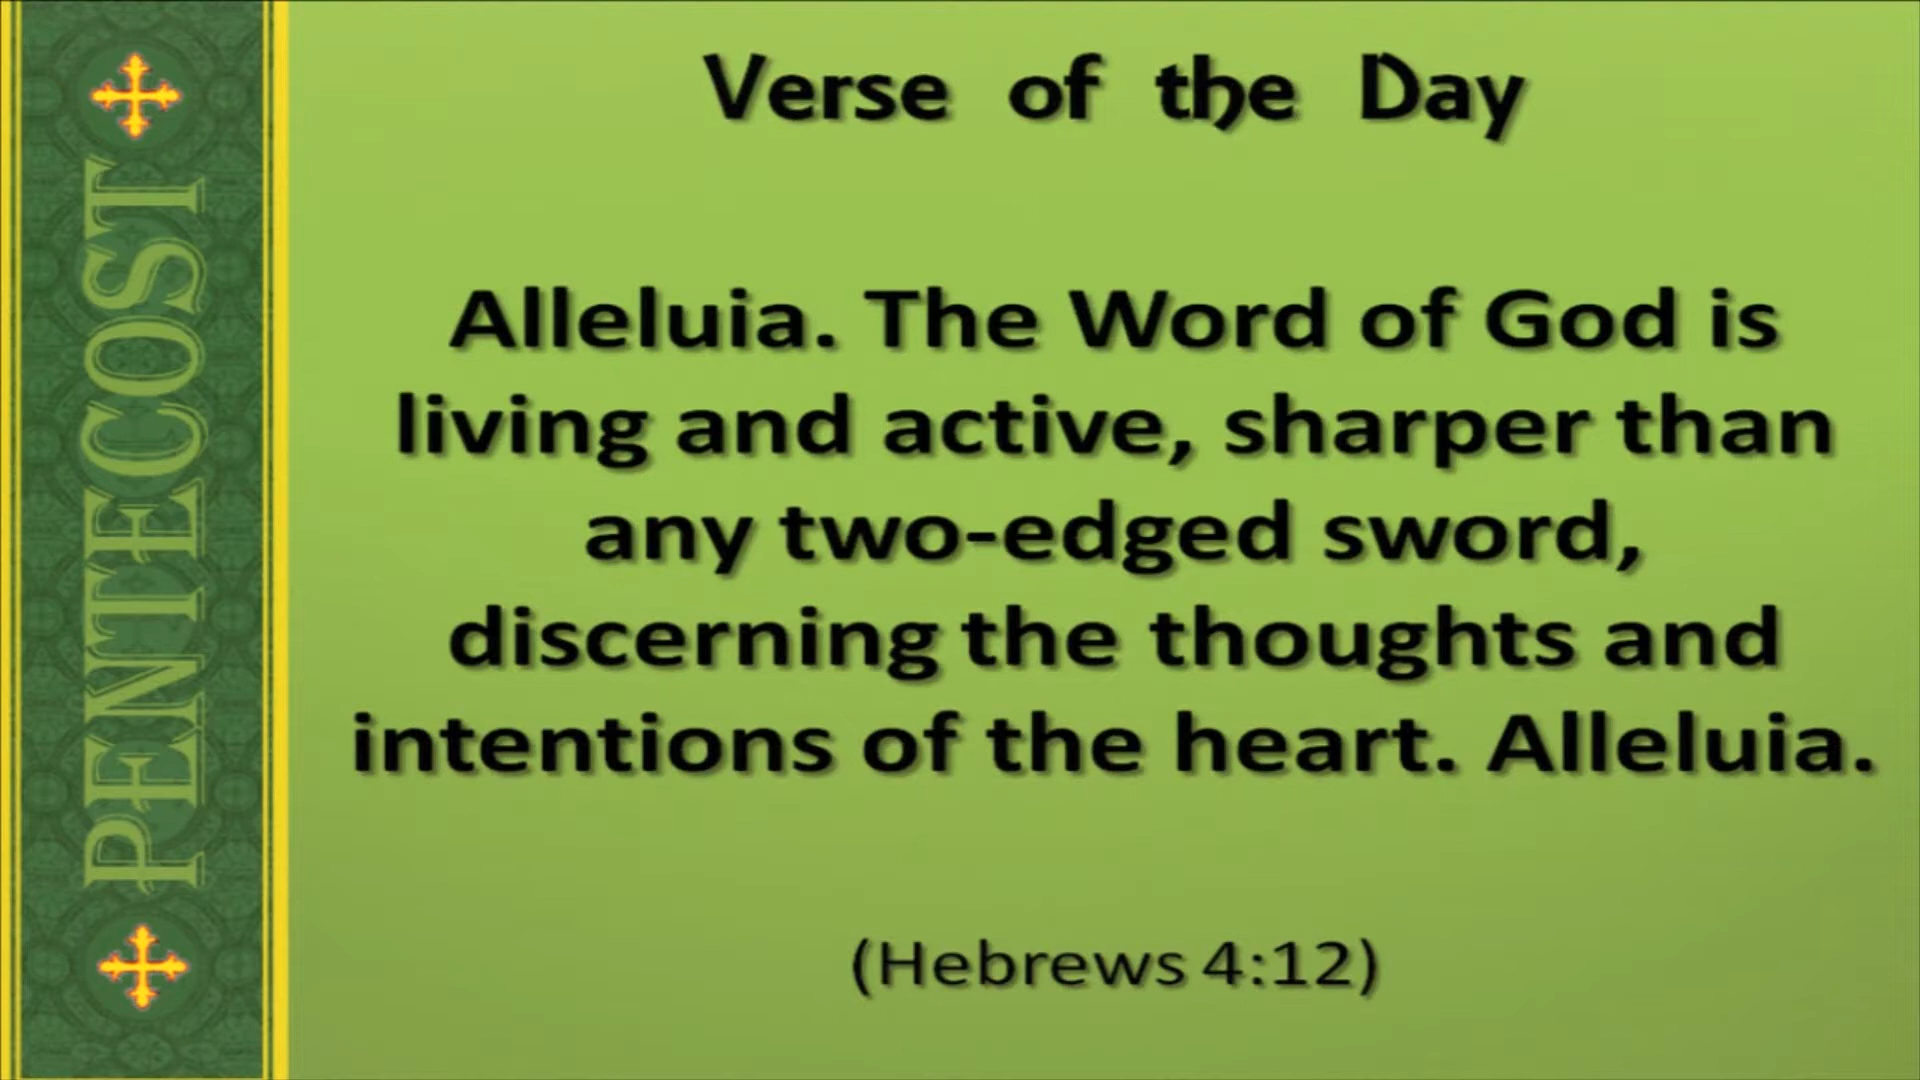 PENTECOST
Verse of the Day
Alleluia. The Word of God is
living and active, sharper than
any two-edged sword,
discerning the thoughts and
intentions of the heart. Alleluia.
(Hebrews 4:12)